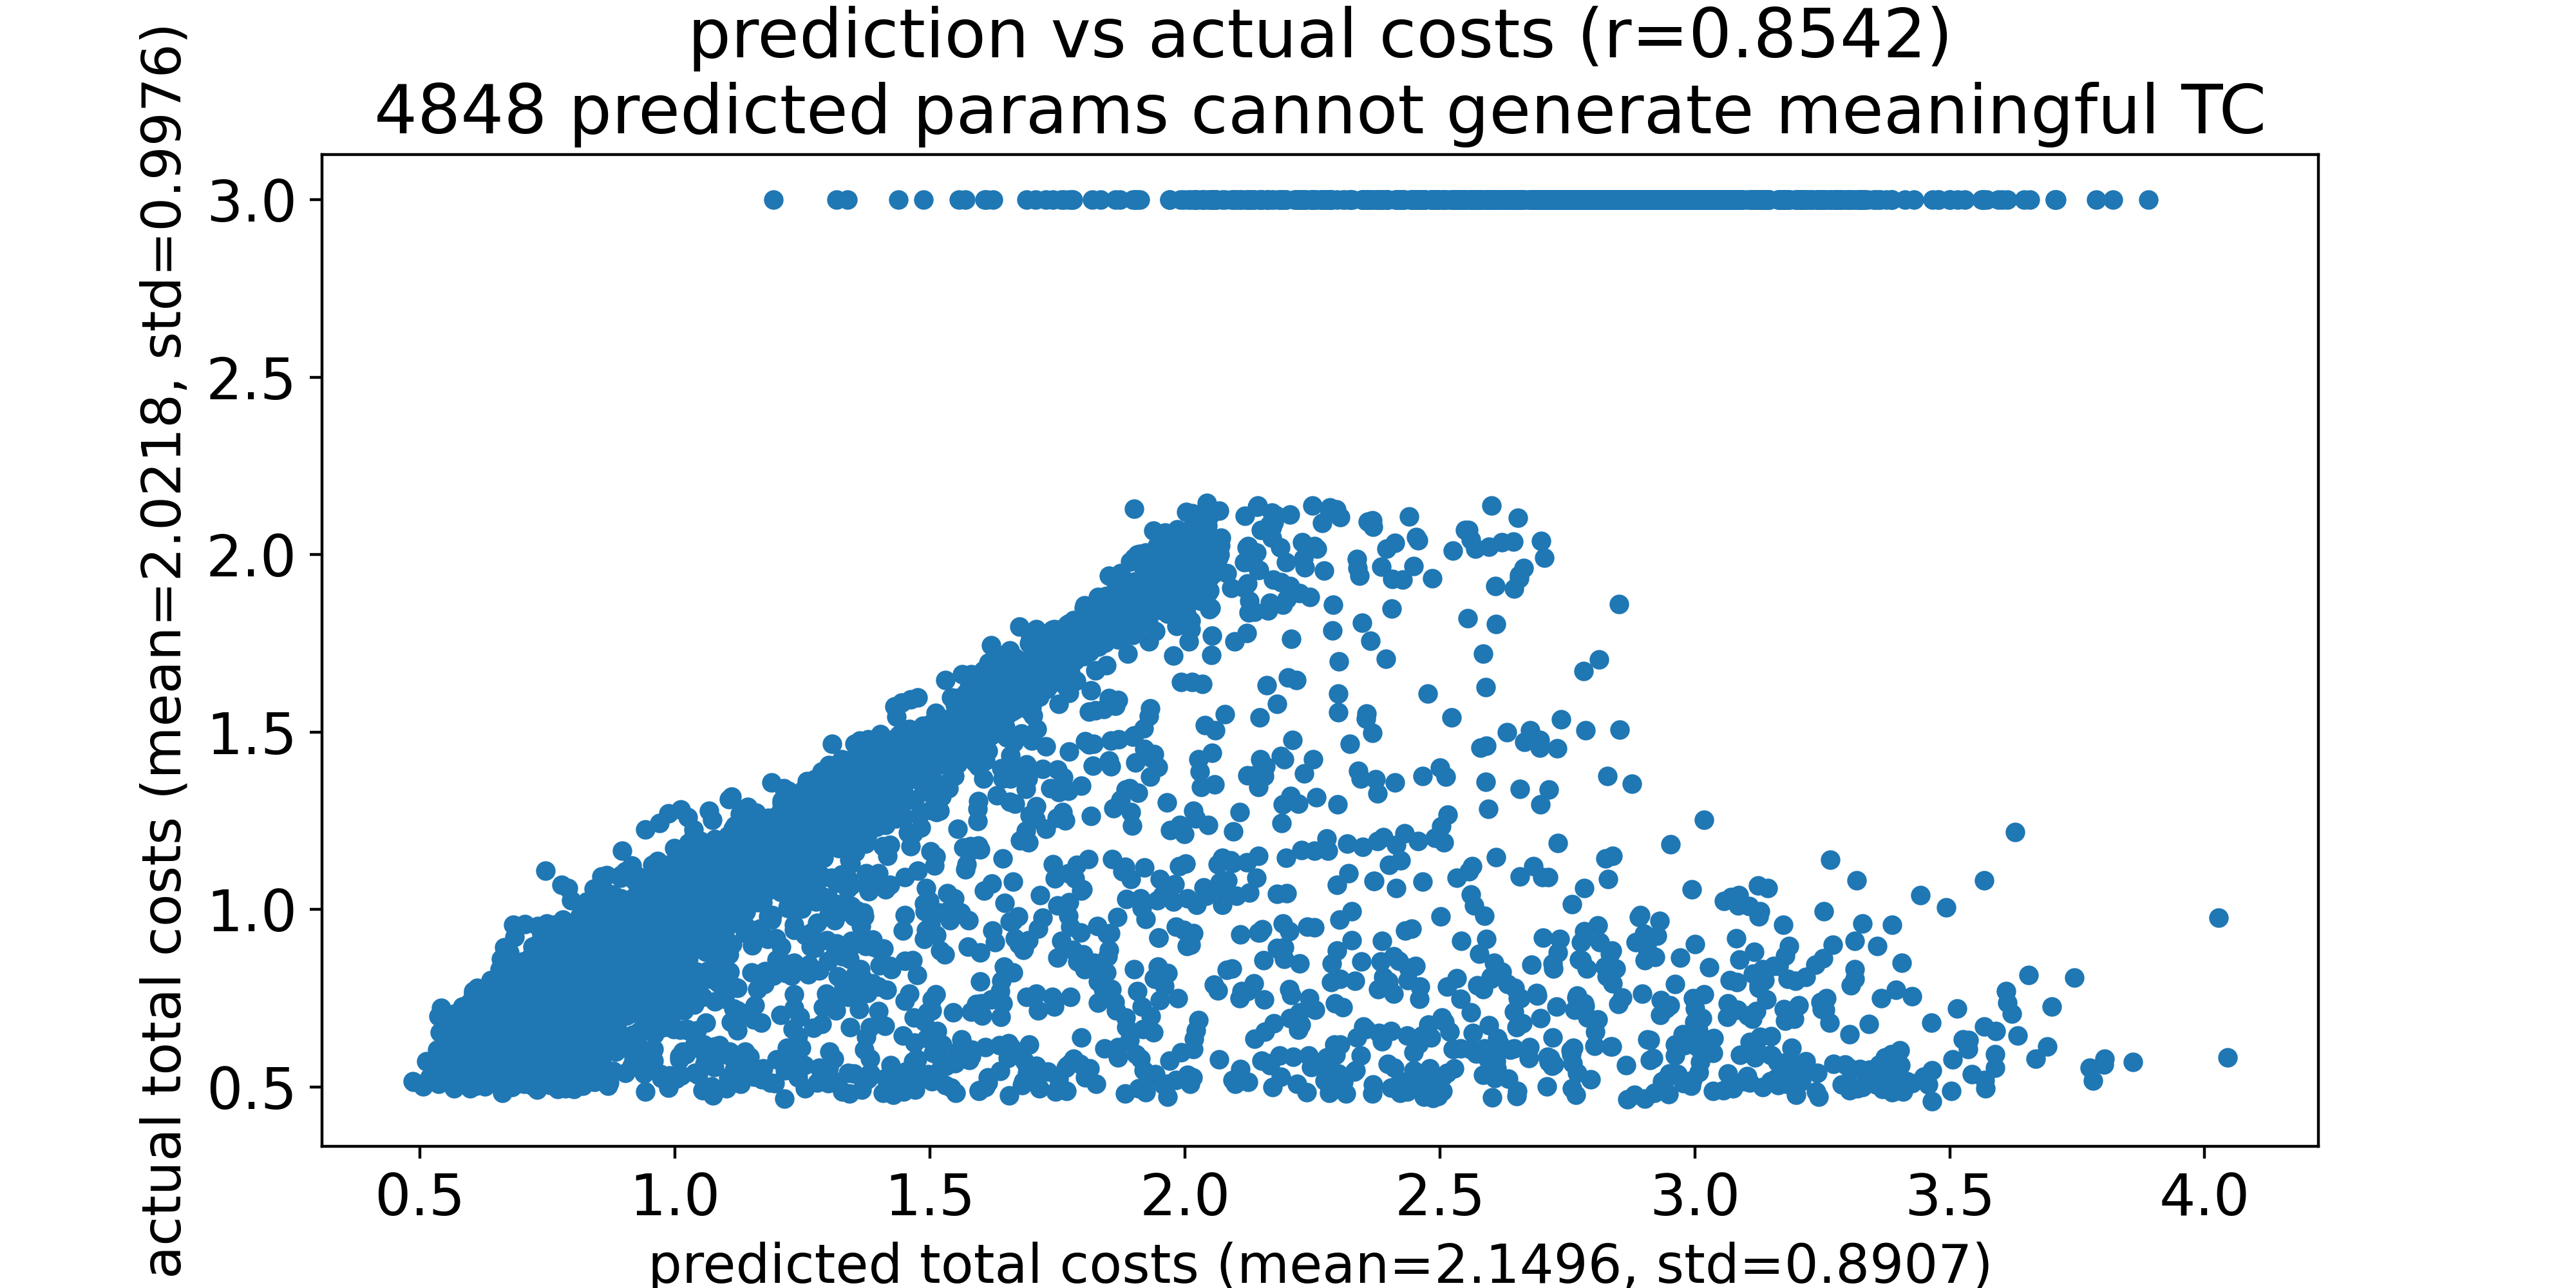 prediction vs actual costs (r=0.8542)
4848 predicted params cannot generate meaningful TC
actual total costs (mean=2.0218, std=0.9976)
3.0
2.5
2.0
1.5
1.0
0.5
0.5 1.0 1.5 2.0 2.5 3.0 3.5 4.0
predicted total costs (mean=2.1496, std=0.8907)